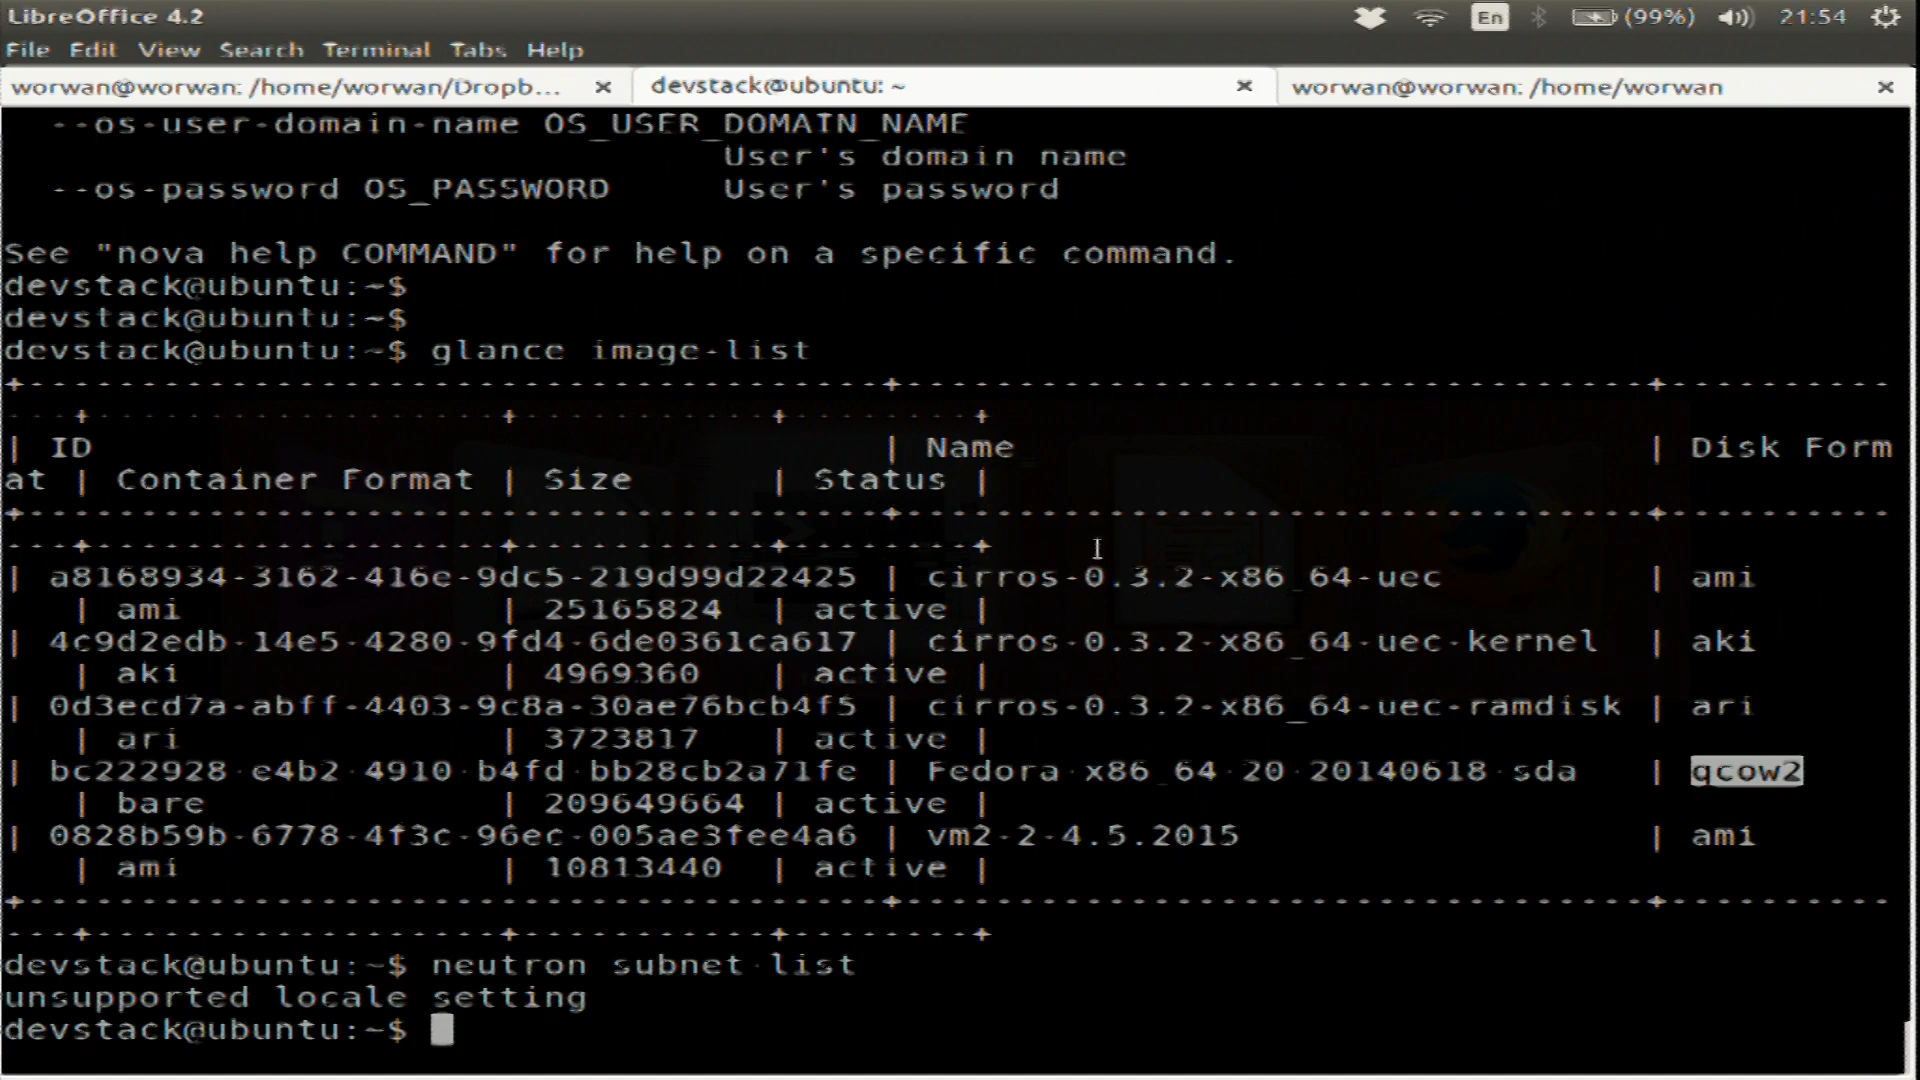 LibreOffice 4.2 En (99%) 21:54
File Edit View Search Terminal Tabs Help
worwan@worwan: /home/worwan/Dropb... × devstack@ubuntu: ~ × worwan@worwan: /home/worwan ×
--os-user-domain-name OS_USER_DOMAIN_NAME
User's domain name
--os-password OS_PASSWORD User's password
See "nova help COMMAND" for help on a specific command.
devstack@ubuntu:~$
devstack@ubuntu:~$
devstack@ubuntu:~$ glance image-list
| ID | Name | Disk Form
at | Container Format | Size | Status |
| a8168934-3162-416e-9dc5-219d99d22425 | cirros-0.3.2-x86_64-uec | ami
| ami | 25165824 | active |
| 4c9d2edb-14e5-4280-9fd4-6de0361ca617 | cirros-0.3.2-x86_64-uec-kernel | aki
| aki | 4969360 | active |
| 0d3ecd7a-abff-4403-9c8a-30ae76bcb4f5 | cirros-0.3.2-x86_64-uec-ramdisk | ari
| ari | 3723817 | active |
| bc222928-e4b2-4910-b4fd-bb28cb2a71fe | Fedora-x86_64-20-20140618-sda | qcow2
| bare | 209649664 | active |
| 0828b59b-6778-4f3c-96ec-005ae3fee4a6 | vm2-2-4.5.2015 | ami
| ami | 10813440 | active |
devstack@ubuntu:~$ neutron subnet-list
unsupported locale setting
devstack@ubuntu:~$